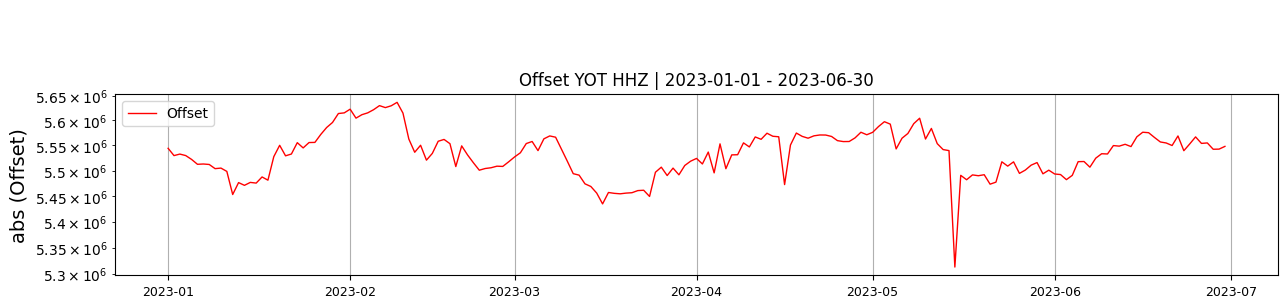 Offset YOT HHZ | 2023-01-01 - 2023-06-30
Offset
abs (Offset)
5.65 × 10⁶
5.6 × 10⁶
5.55 × 10⁶
5.5 × 10⁶
5.45 × 10⁶
5.4 × 10⁶
5.35 × 10⁶
5.3 × 10⁶
2023-01
2023-02
2023-03
2023-04
2023-05
2023-06
2023-07